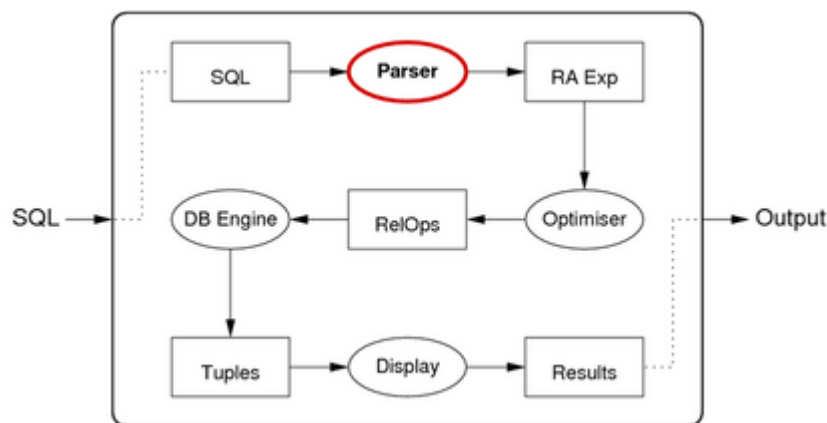 SQL
Parser
RA Exp
SQL
DB Engine
RelOps
Optimiser
Output
Tuples
Display
Results